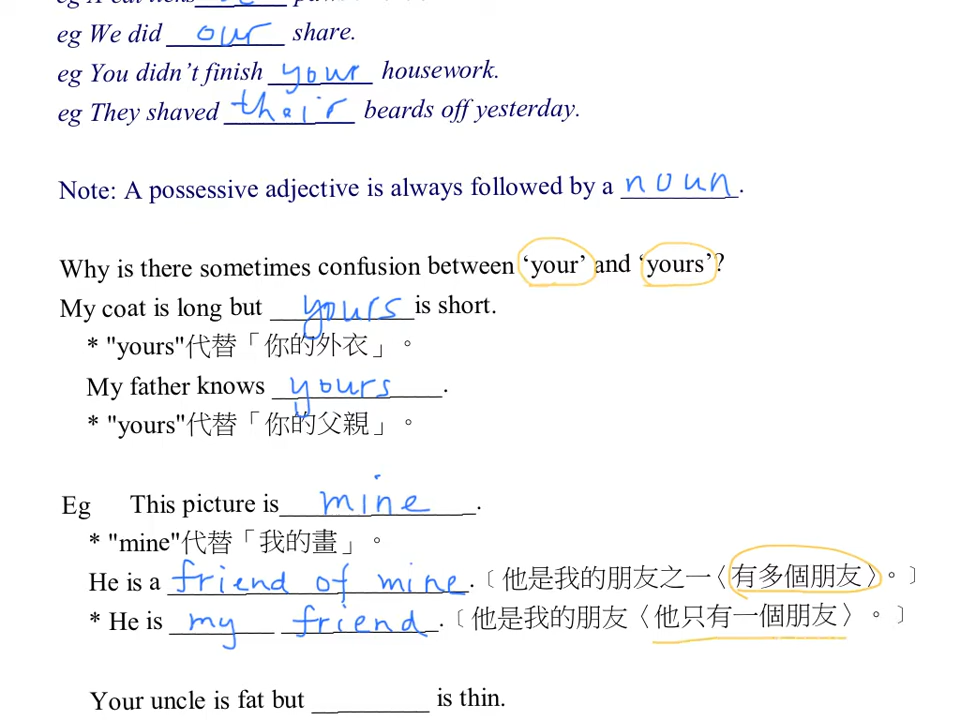 eg We did our share.
eg You didn't finish your housework.
eg They shaved their beards off yesterday.
Note: A possessive adjective is always followed by a noun.
Why is there sometimes confusion between 'your' and 'yours'?
My coat is long but yours is short.
* "yours"代替「你的外衣」。
My father knows yours.
* "yours"代替「你的父親」。
Eg This picture is mine.
* "mine"代替「我的畫」。
He is a friend of mine.〔他是我的朋友之一〈有多個朋友〉。〕
* He is my friend.〔他是我的朋友〈他只有一個朋友〉。〕
Your uncle is fat but ________ is thin.